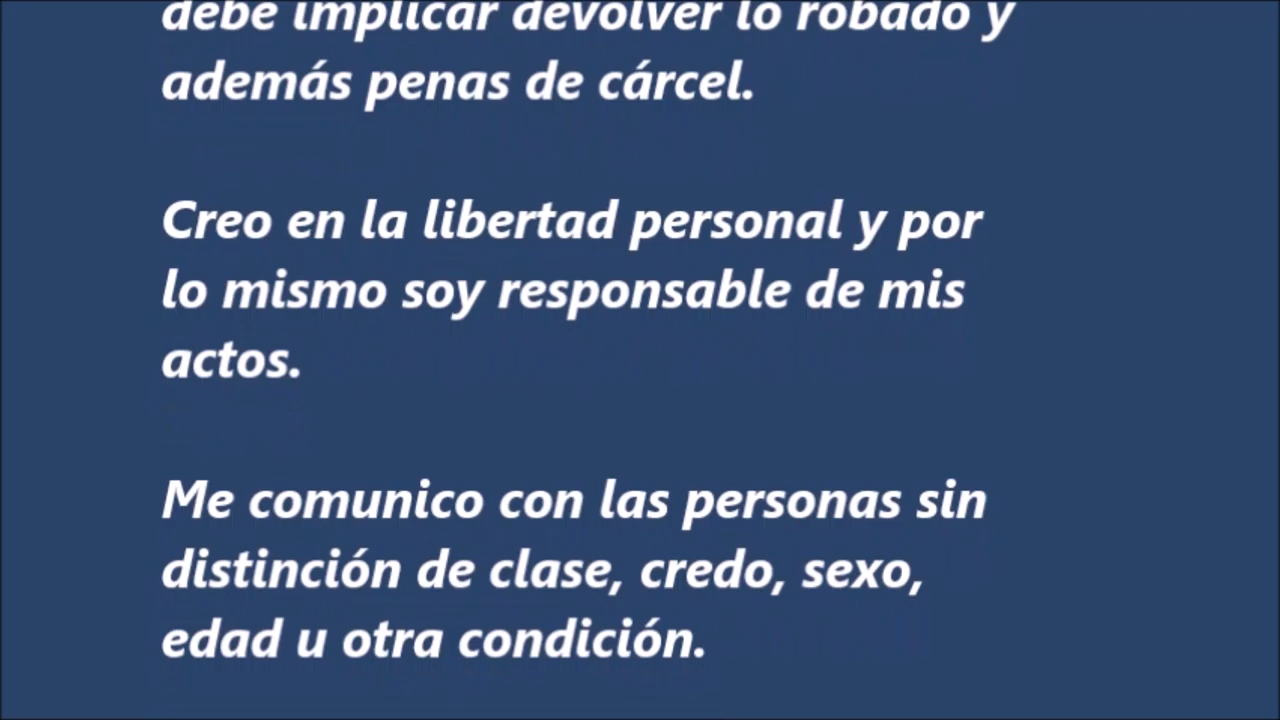 debe implicar devolver lo robado y
además penas de cárcel.
Creo en la libertad personal y por
lo mismo soy responsable de mis
actos.
Me comunico con las personas sin
distinción de clase, credo, sexo,
edad u otra condición.